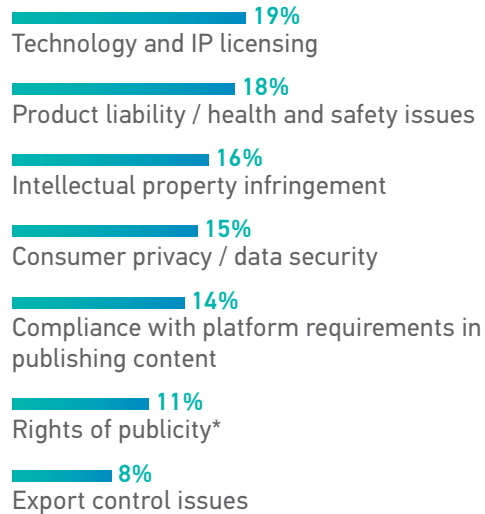 19%
Technology and IP licensing
18%
Product liability / health and safety issues
16%
Intellectual property infringement
15%
Consumer privacy / data security
14%
Compliance with platform requirements in
publishing content
11%
Rights of publicity*
8%
Export control issues